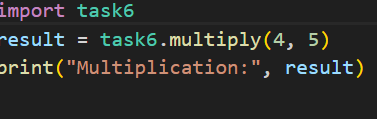 import task6
result = task6.multiply(4, 5)
print("Multiplication:", result)